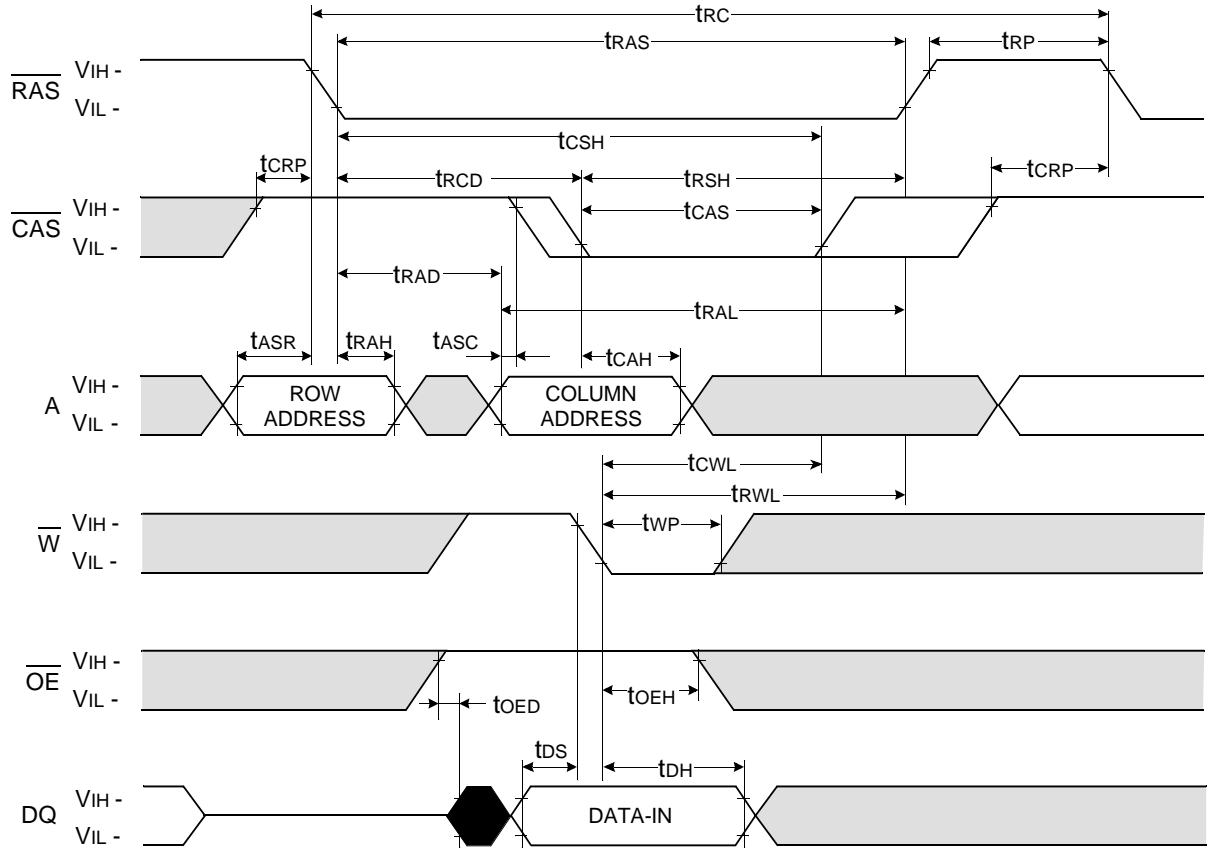 tRC
tRAS
tRP
RAS
VIH -
VIL -
tCSH
tCRP
tRCD
tRSH
tCRP
CAS
VIH -
VIL -
tCAS
tRAD
tRAL
tASR
tRAH
tASC
tCAH
A
VIH -
VIL -
ROW
ADDRESS
COLUMN
ADDRESS
tCWL
tRWL
W
VIH -
VIL -
tWP
OE
VIH -
VIL -
tOED
tOEH
tDS
tDH
DQ
VIH -
VIL -
DATA-IN